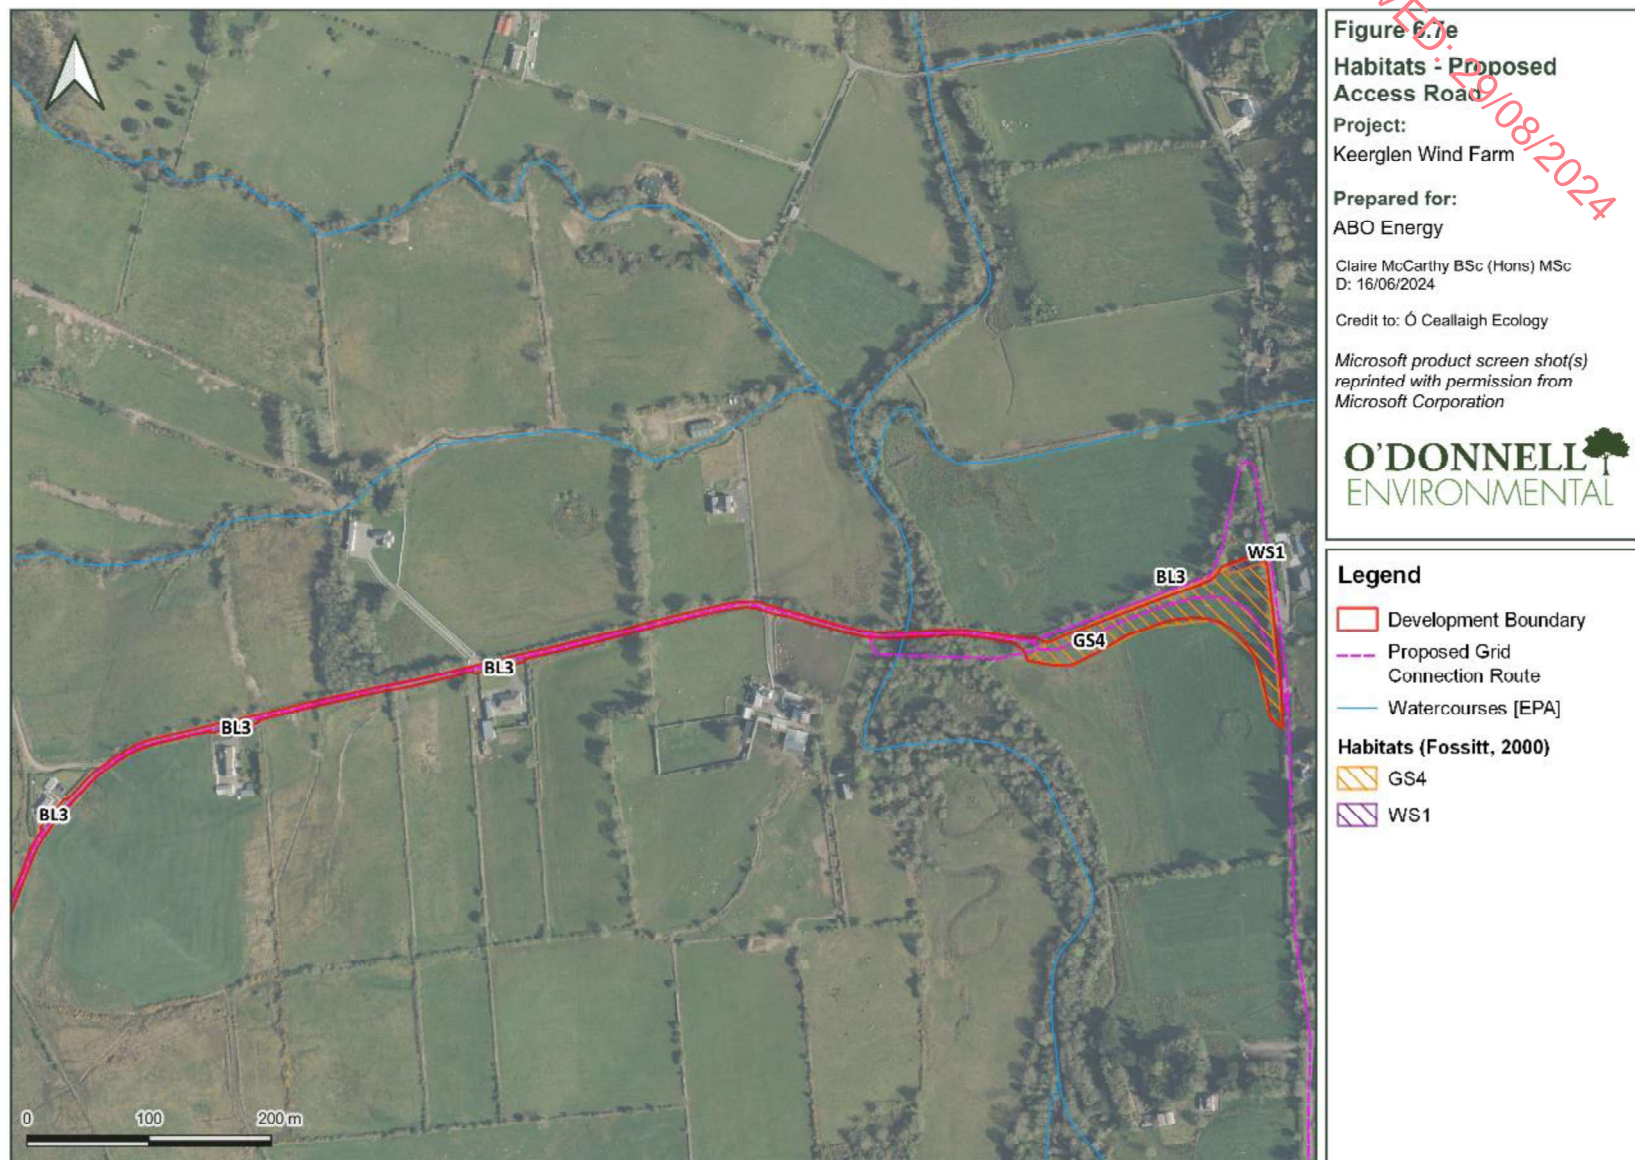 Figure 6.7e
Habitats - Proposed
Access Road
Project:
Keerglen Wind Farm
Prepared for:
ABO Energy
Claire McCarthy BSc (Hons) MSc
D: 16/06/2024
Credit to: Ó Ceallaigh Ecology
Microsoft product screen shot(s)
reprinted with permission from
Microsoft Corporation
O'DONNELL
ENVIRONMENTAL
29/08/2024
Legend
Development Boundary
Proposed Grid
Connection Route
Watercourses [EPA]
Habitats (Fossitt, 2000)
GS4
WS1
WS1
BL3
GS4
BL3
BL3
BL3
0 100 200 m